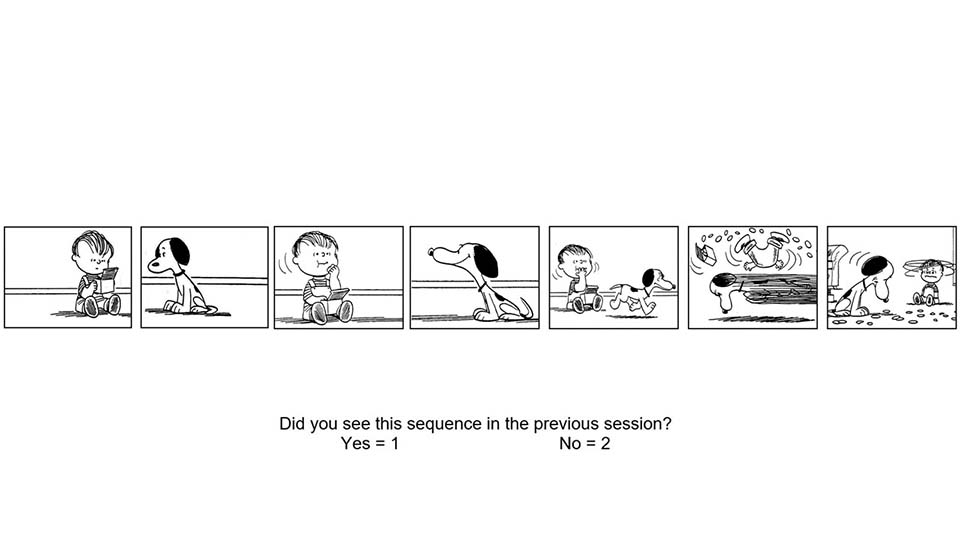 Did you see this sequence in the previous session?
Yes = 1 No = 2